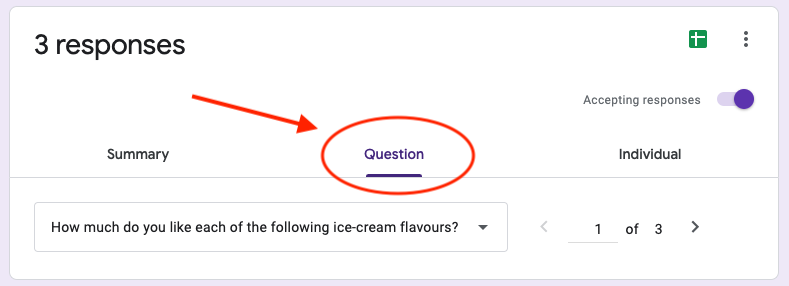 3 responses
Accepting responses
Summary Question Individual
How much do you like each of the following ice-cream flavours? 1 of 3